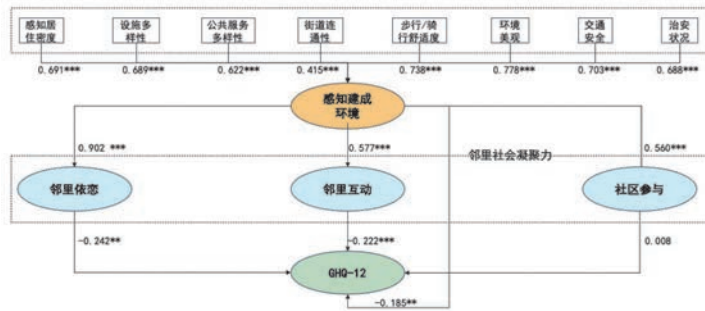 感知居
住密度
设施多
样性
公共服务
多样性
街道连
通性
步行/骑
行舒适度
环境
美观
交通
安全
治安
状况
0.691***
0.689***
0.622***
0.415***
0.738***
0.778***
0.703***
0.688***
感知建成
环境
0.902 ***
0.577***
邻里社会凝聚力
0.560***
邻里依恋
邻里互动
社区参与
-0.242**
-0.222***
0.008
GHQ-12
-0.185**